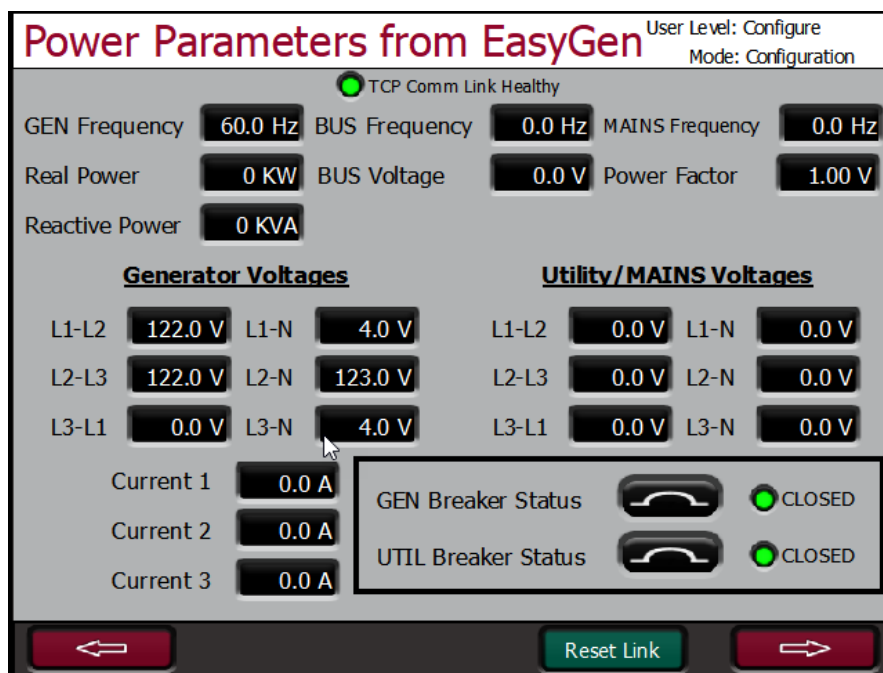 Power Parameters from EasyGen
User Level: Configure
Mode: Configuration
TCP Comm Link Healthy
GEN Frequency 60.0 Hz BUS Frequency 0.0 Hz MAINS Frequency 0.0 Hz
Real Power 0 KW BUS Voltage 0.0 V Power Factor 1.00 V
Reactive Power 0 KVA
Generator Voltages Utility/MAINS Voltages
L1-L2 122.0 V L1-N 4.0 V L1-L2 0.0 V L1-N 0.0 V
L2-L3 122.0 V L2-N 123.0 V L2-L3 0.0 V L2-N 0.0 V
L3-L1 0.0 V L3-N 4.0 V L3-L1 0.0 V L3-N 0.0 V
Current 1 0.0 A
Current 2 0.0 A
Current 3 0.0 A
GEN Breaker Status CLOSED
UTIL Breaker Status CLOSED
Reset Link